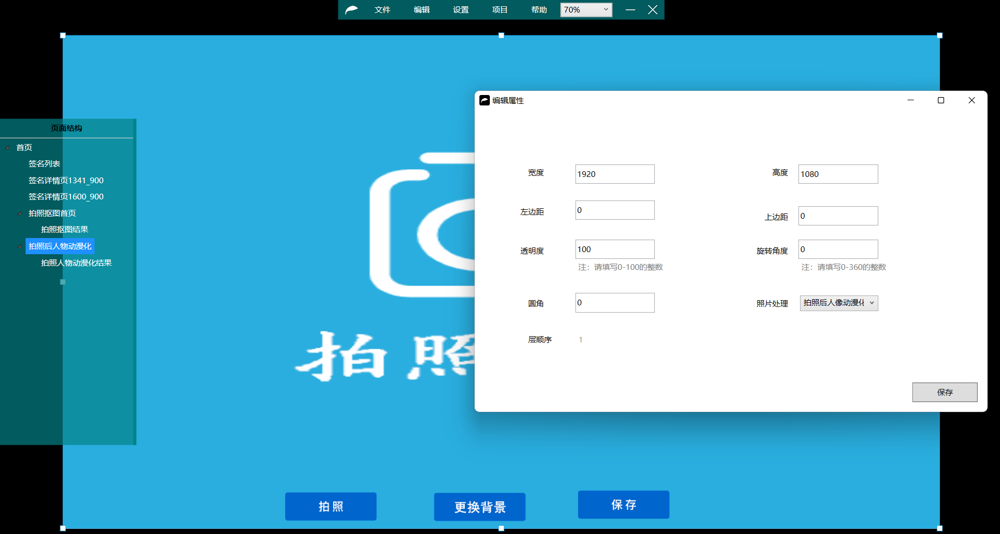 文件 编辑 设置 项目 帮助 70%
页面结构
首页
签名列表
签名详情页1341_900
签名详情页1600_900
拍照抠图首页
拍照抠图结果
拍照后人物动漫化
拍照人物动漫化结果
拍照
编辑属性
宽度 1920 高度 1080
左边距 0 上边距 0
透明度 100 旋转角度 0
注：请填写0-100的整数 注：请填写0-360的整数
圆角 0 照片处理 拍照后人像动漫化
层顺序 1
保存
拍照 更换背景 保存